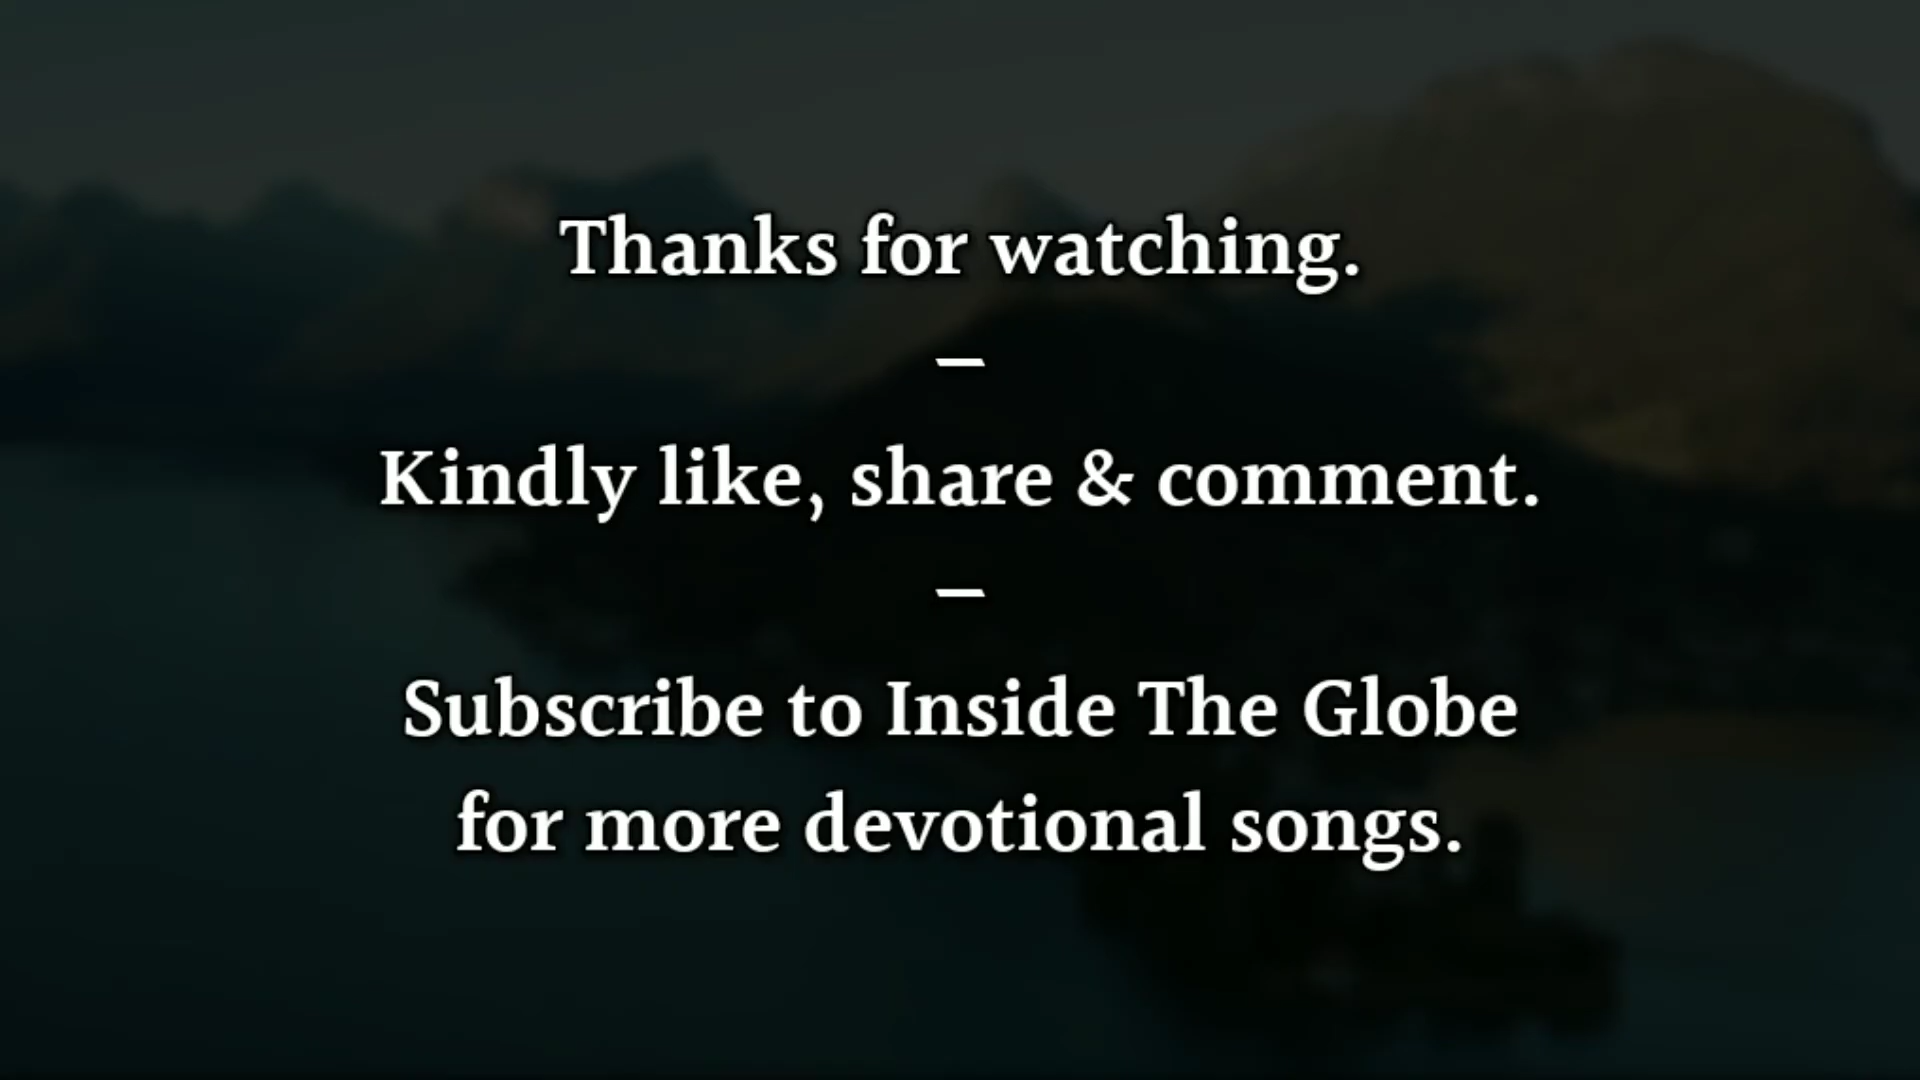 Thanks for watching.
–
Kindly like, share & comment.
–
Subscribe to Inside The Globe
for more devotional songs.